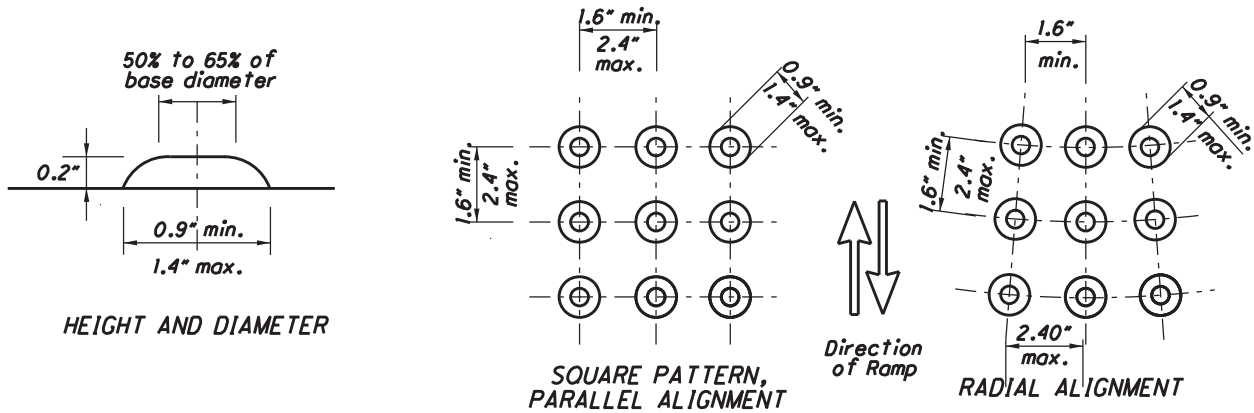 50% to 65% of
base diameter
0.2"
0.9" min.
1.4" max.
HEIGHT AND DIAMETER
1.6" min.
2.4"
max.
0.9" min.
1.4" max.
1.6" min.
2.4"
max.
SQUARE PATTERN,
PARALLEL ALIGNMENT
Direction
of Ramp
1.6"
min.
0.9" min.
1.4" max.
1.6" min.
2.4"
max.
2.40"
max.
RADIAL ALIGNMENT